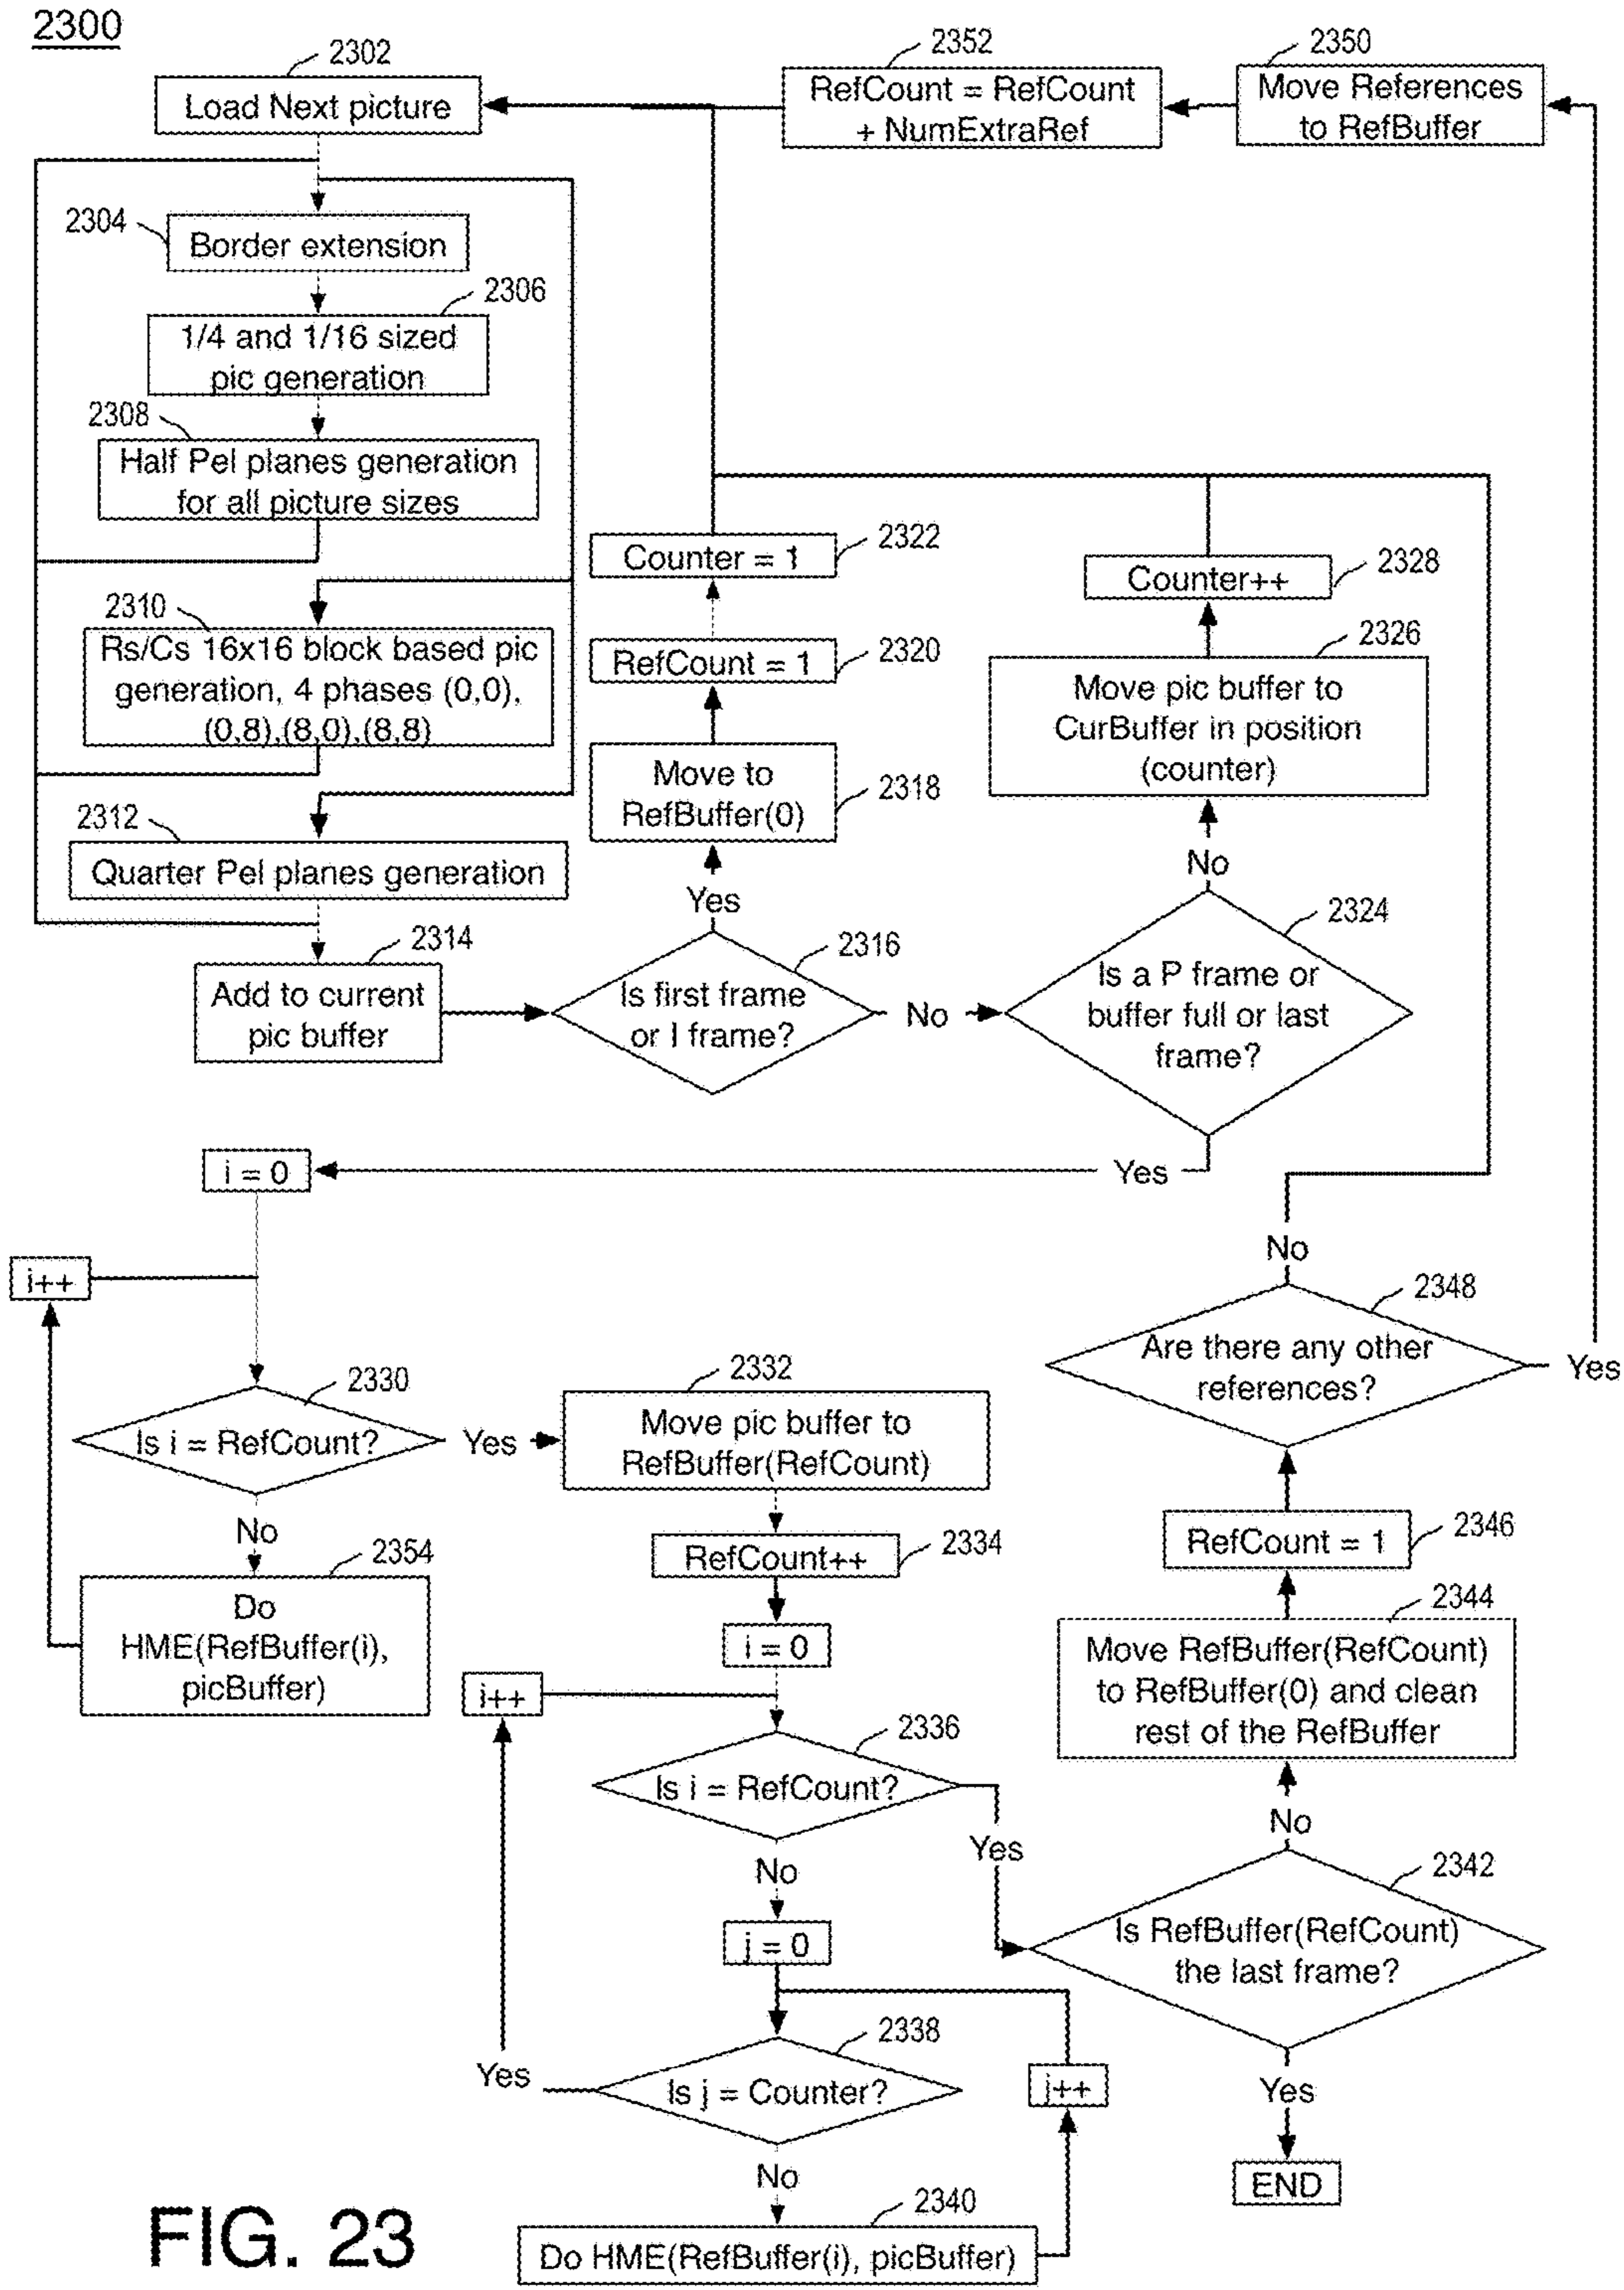 2300
2302
Load Next picture
2352
RefCount = RefCount
+ NumExtraRef
2350
Move References
to RefBuffer
2304
Border extension
2306
1/4 and 1/16 sized
pic generation
2308
Half Pel planes generation
for all picture sizes
2310
Rs/Cs 16x16 block based pic
generation, 4 phases (0,0),
(0,8),(8,0),(8,8)
2312
Quarter Pel planes generation
2314
Add to current
pic buffer
2322
Counter = 1
2320
RefCount = 1
2318
Move to
RefBuffer(0)
Yes
2316
Is first frame
or I frame?
No
2328
Counter++
2326
Move pic buffer to
CurBuffer in position
(counter)
No
2324
Is a P frame or
buffer full or last
frame?
Yes
i = 0
i++
2330
Is i = RefCount?
Yes
No
2354
Do
HME(RefBuffer(i),
picBuffer)
2332
Move pic buffer to
RefBuffer(RefCount)
2334
RefCount++
i = 0
i++
2336
Is i = RefCount?
Yes
No
j = 0
2338
Is j = Counter?
Yes
j++
No
2340
Do HME(RefBuffer(i), picBuffer)
No
2348
Are there any other
references?
Yes
2346
RefCount = 1
2344
Move RefBuffer(RefCount)
to RefBuffer(0) and clean
rest of the RefBuffer
No
2342
Is RefBuffer(RefCount)
the last frame?
Yes
END
FIG. 23